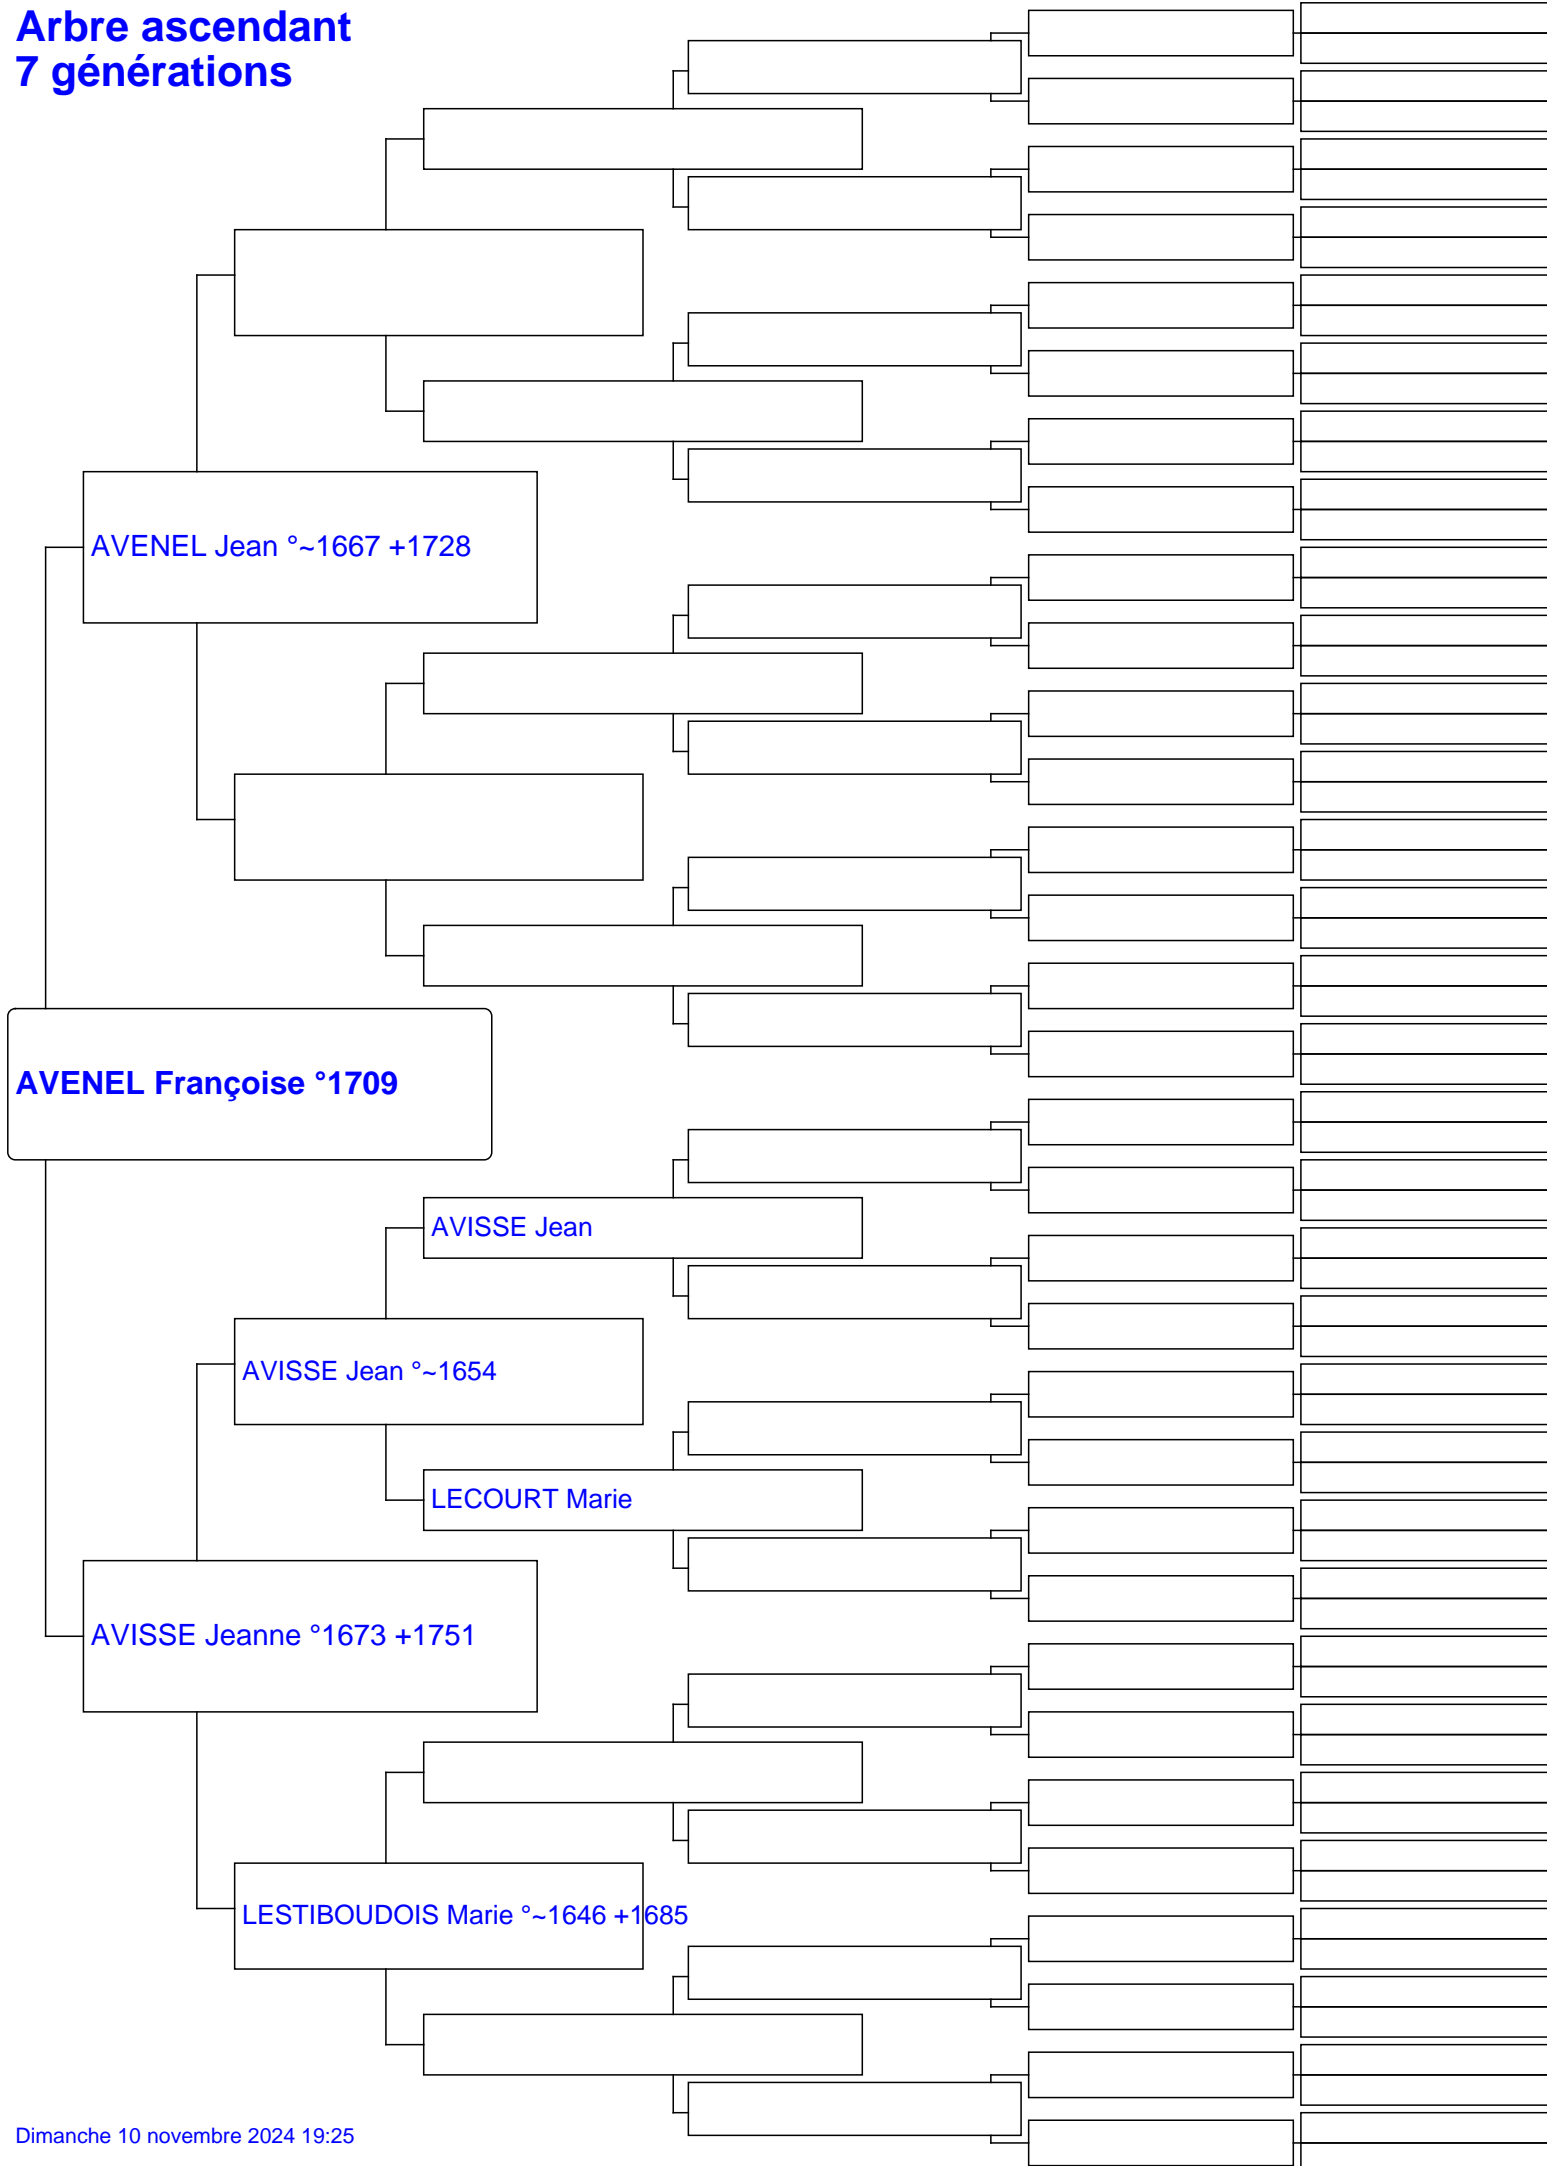 Arbre ascendant
7 générations
AVENEL Jean °~1667 +1728
AVENEL Françoise °1709
AVISSE Jean
AVISSE Jean °~1654
LECOURT Marie
AVISSE Jeanne °1673 +1751
LESTIBOUDOIS Marie °~1646 +1685
Dimanche 10 novembre 2024 19:25